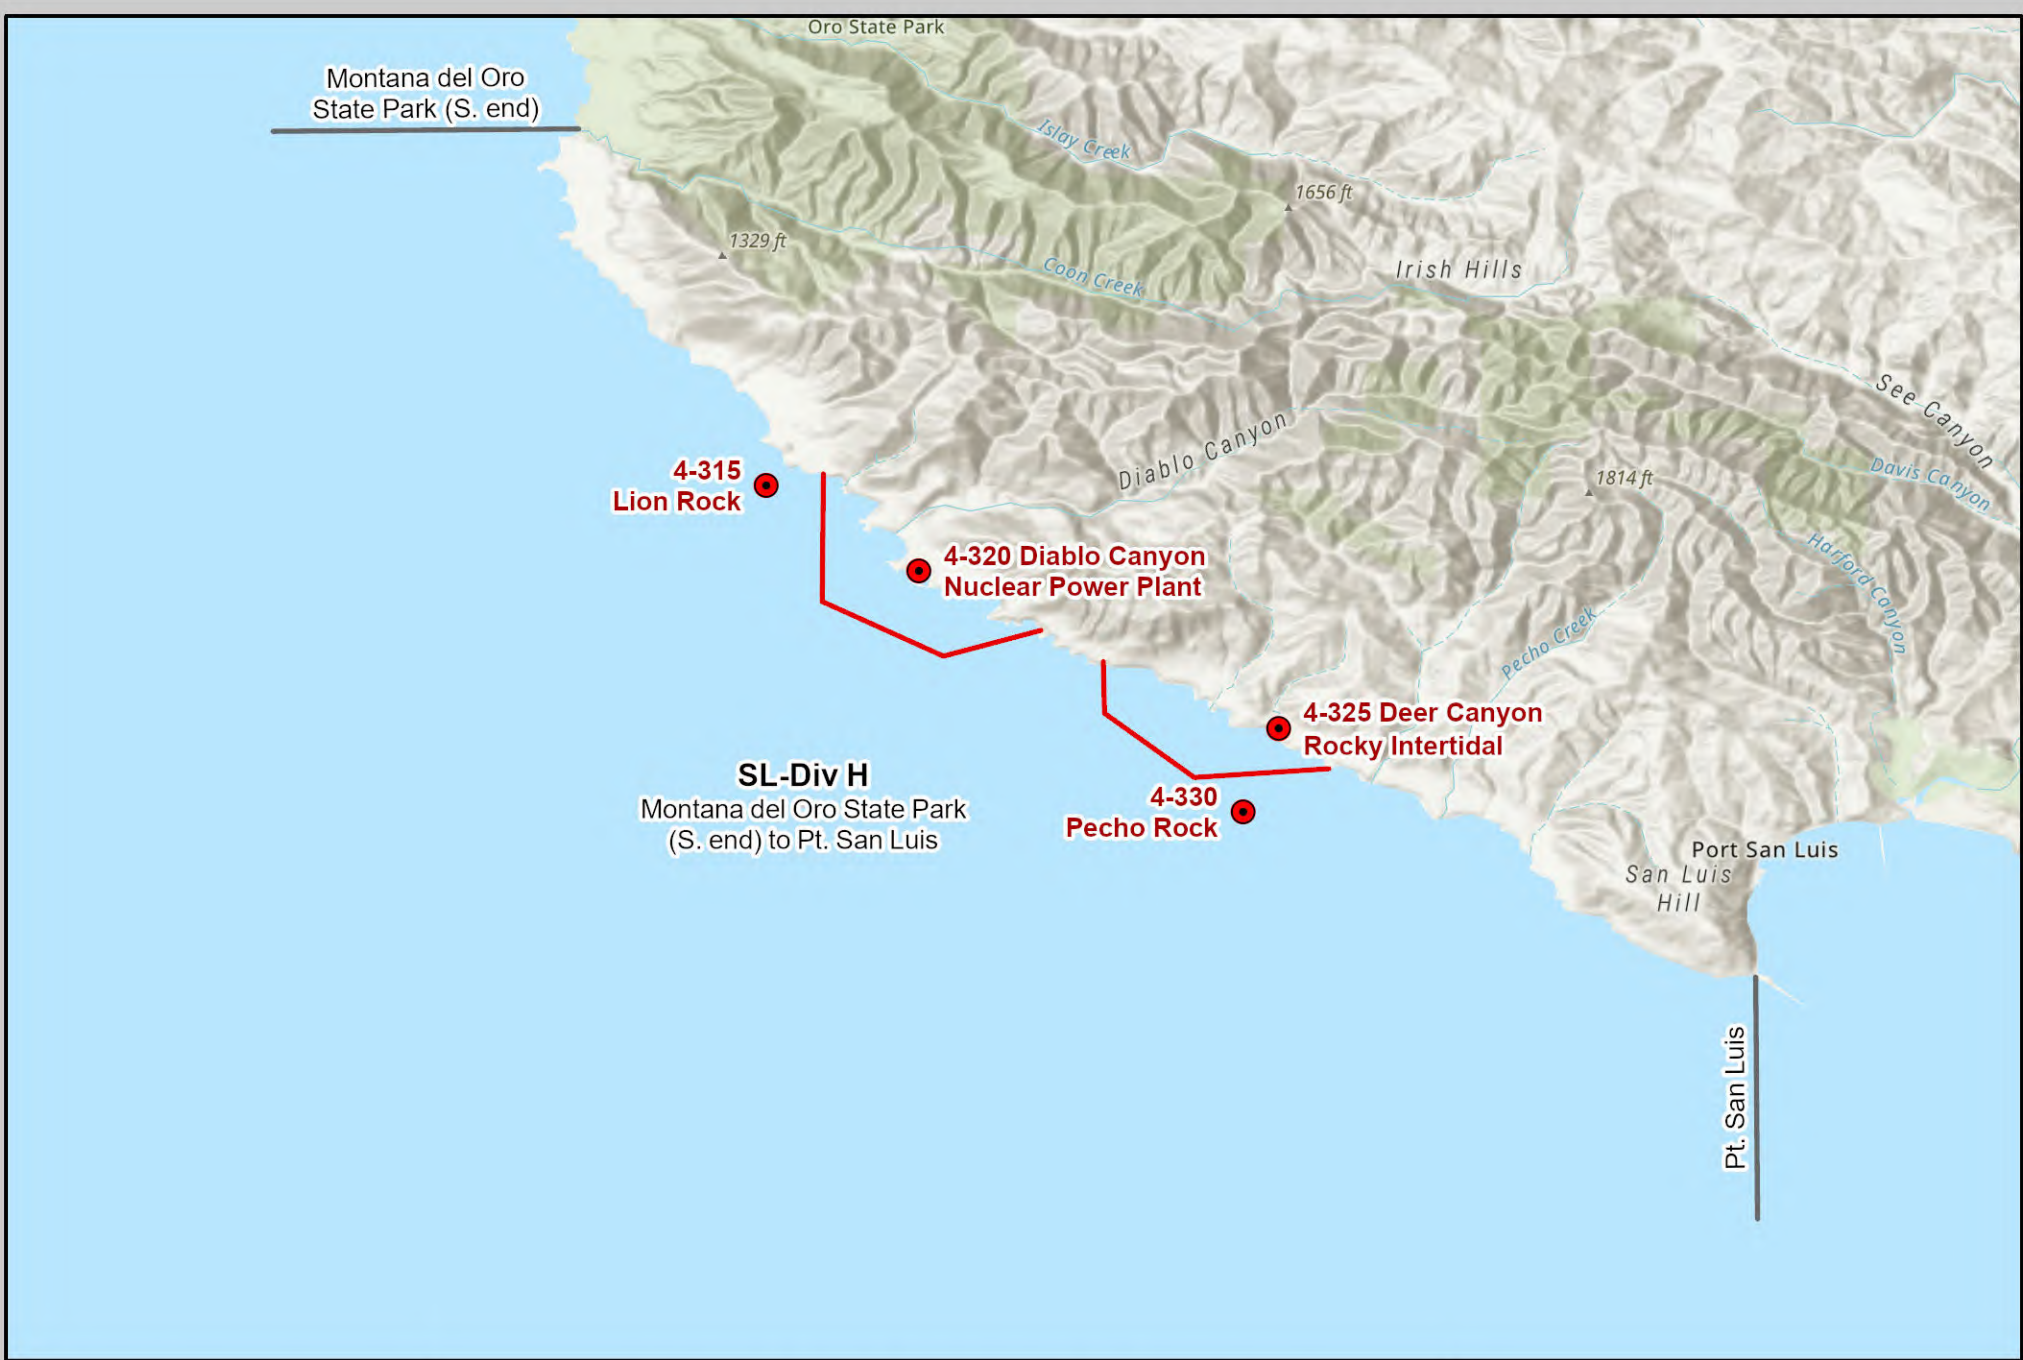 Oro State Park
Montana del Oro
State Park (S. end)
Islay Creek
1656 ft
1329 ft
Coon Creek
Irish Hills
See Canyon
Diablo Canyon
4-315
Lion Rock
1814 ft
Davis Canyon
4-320 Diablo Canyon
Nuclear Power Plant
Harford Canyon
Pecho Creek
4-325 Deer Canyon
Rocky Intertidal
SL-Div H
Montana del Oro State Park
(S. end) to Pt. San Luis
4-330
Pecho Rock
Port San Luis
San Luis
Hill
Pt. San Luis